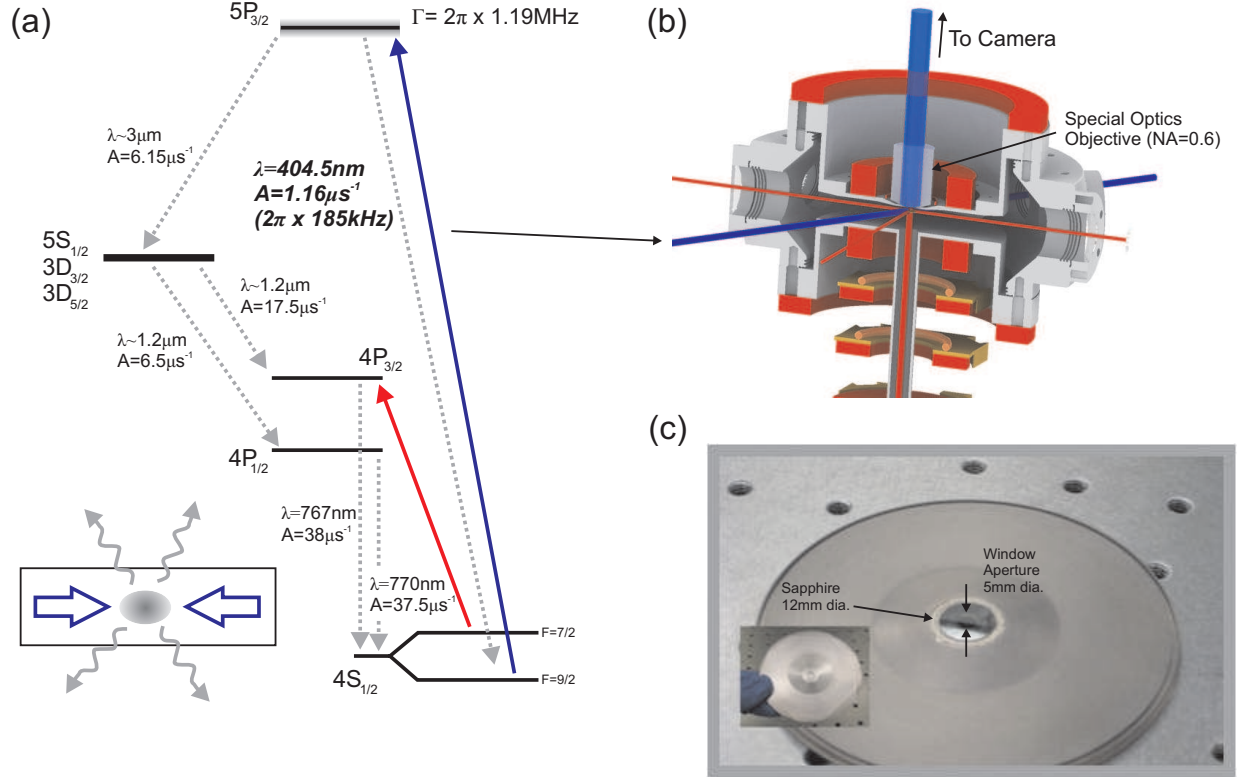 (a)
5P3/2
Γ= 2π x 1.19MHz
λ~3μm
A=6.15μs-1
λ=404.5nm
A=1.16μs-1
(2π x 185kHz)
5S1/2
3D3/2
3D5/2
λ~1.2μm
A=17.5μs-1
λ~1.2μm
A=6.5μs-1
4P3/2
4P1/2
λ=767nm
A=38μs-1
λ=770nm
A=37.5μs-1
F=7/2
4S1/2
F=9/2
(b)
To Camera
Special Optics
Objective (NA=0.6)
(c)
Window
Aperture
5mm dia.
Sapphire
12mm dia.